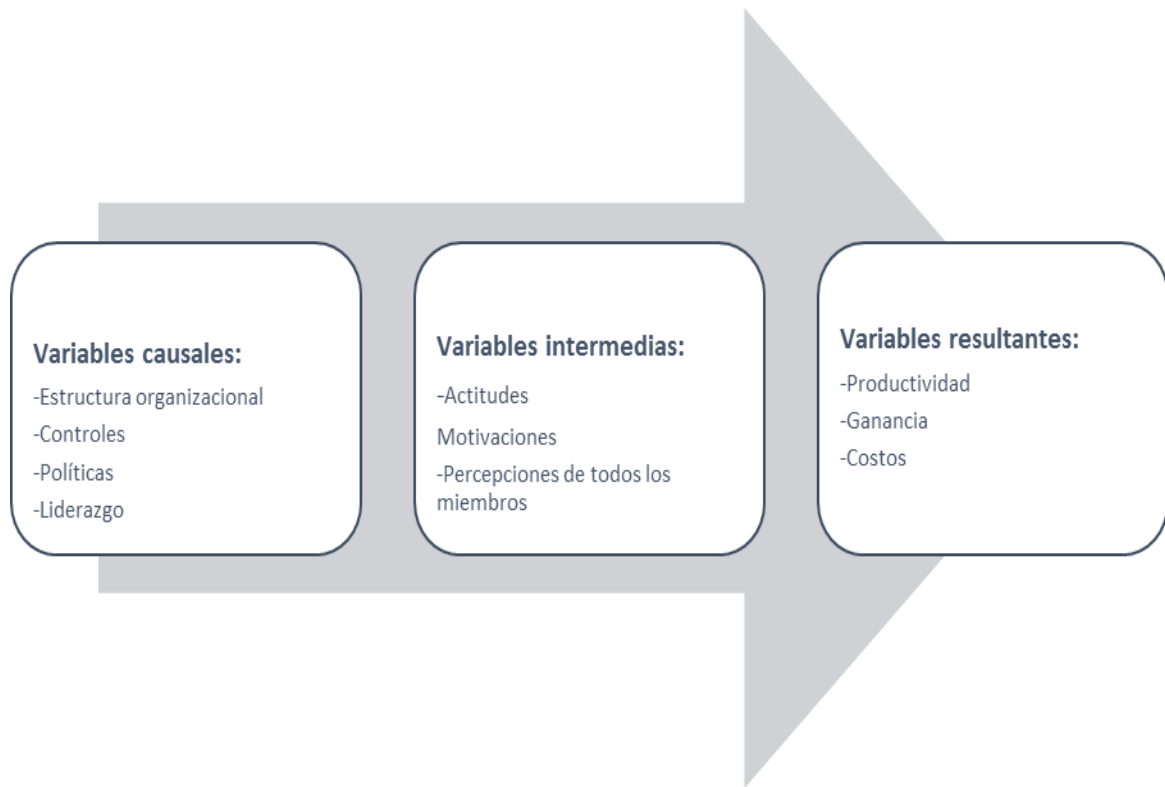 Variables causales:
-Estructura organizacional
-Controles
-Políticas
-Liderazgo
Variables intermedias:
-Actitudes
Motivaciones
-Percepciones de todos los
miembros
Variables resultantes:
-Productividad
-Ganancia
-Costos